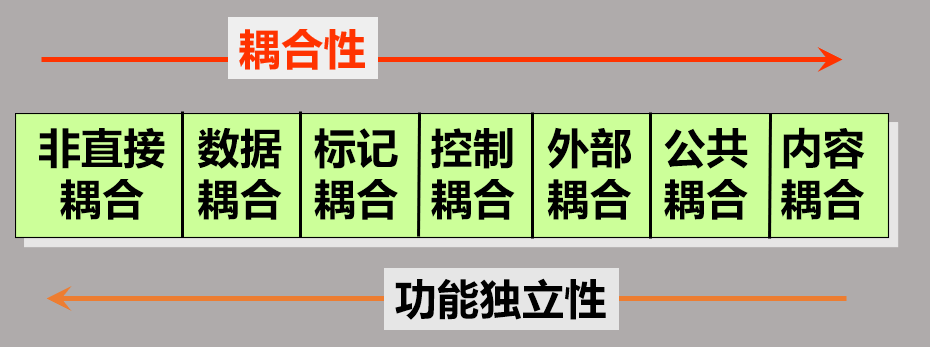 耦合性
非直接 数据 标记 控制 外部 公共 内容
耦合 耦合 耦合 耦合 耦合 耦合 耦合
功能独立性